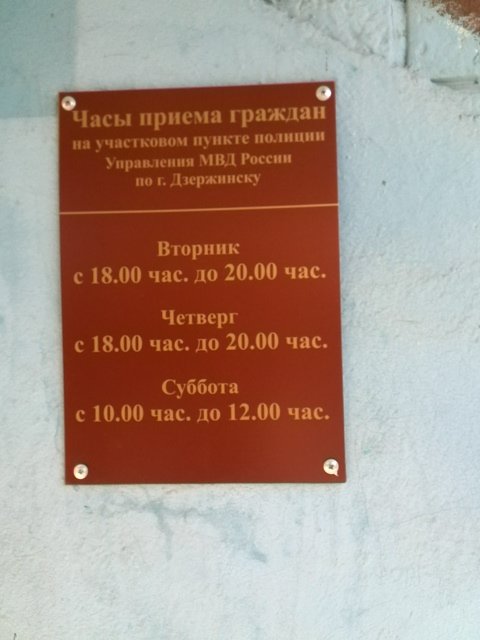 Часы приема граждан
на участковом пункте полиции
Управления МВД России
по г. Дзержинску
Вторник
с 18.00 час. до 20.00 час.
Четверг
с 18.00 час. до 20.00 час.
Суббота
с 10.00 час. до 12.00 час.